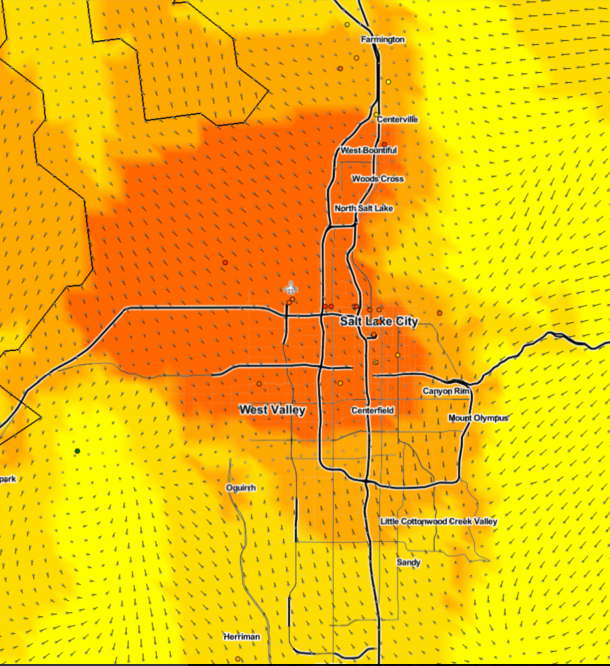 Farmington
Centerville
West Bountiful
Woods Cross
North Salt Lake
Salt Lake City
Canyon Rim
West Valley
Centerfield
Mount Olympus
park
Oquirrh
Little Cottonwood Creek Valley
Sandy
Herriman